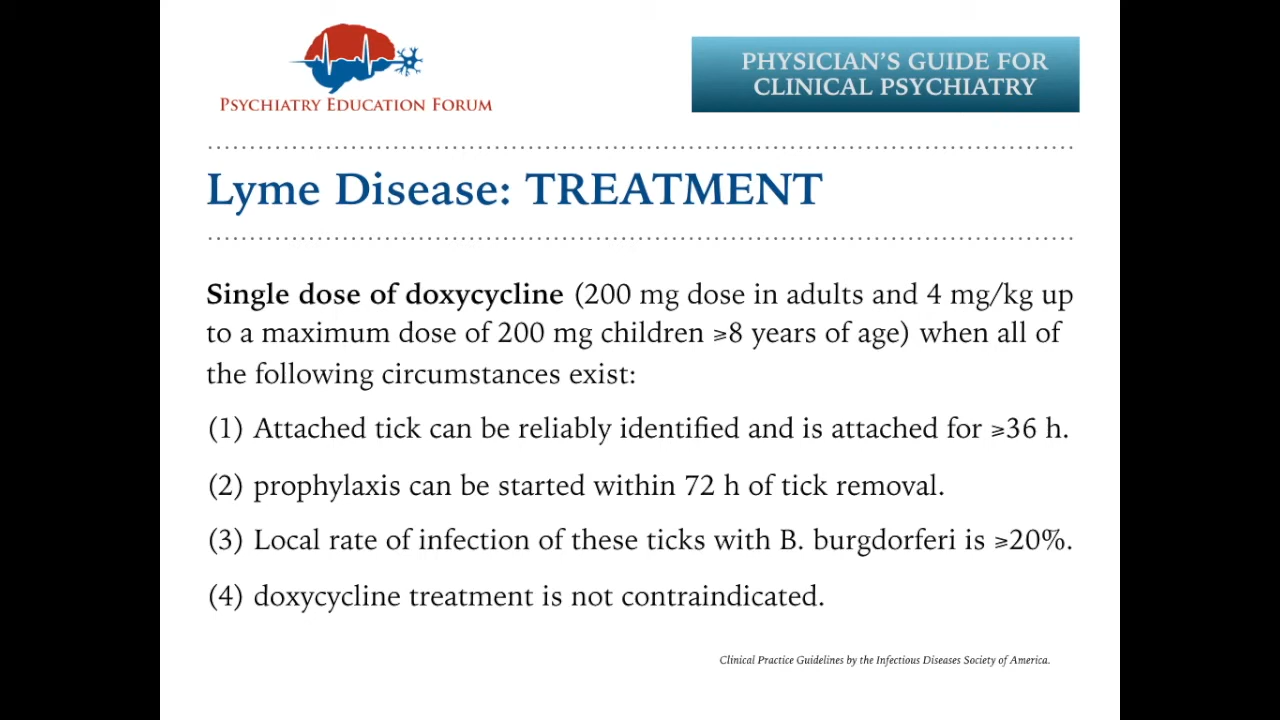 PSYCHIATRY EDUCATION FORUM
PHYSICIAN'S GUIDE FOR
CLINICAL PSYCHIATRY
Lyme Disease: TREATMENT
Single dose of doxycycline (200 mg dose in adults and 4 mg/kg up
to a maximum dose of 200 mg children ⩾8 years of age) when all of
the following circumstances exist:
(1) Attached tick can be reliably identified and is attached for ⩾36 h.
(2) prophylaxis can be started within 72 h of tick removal.
(3) Local rate of infection of these ticks with B. burgdorferi is ⩾20%.
(4) doxycycline treatment is not contraindicated.
Clinical Practice Guidelines by the Infectious Diseases Society of America.